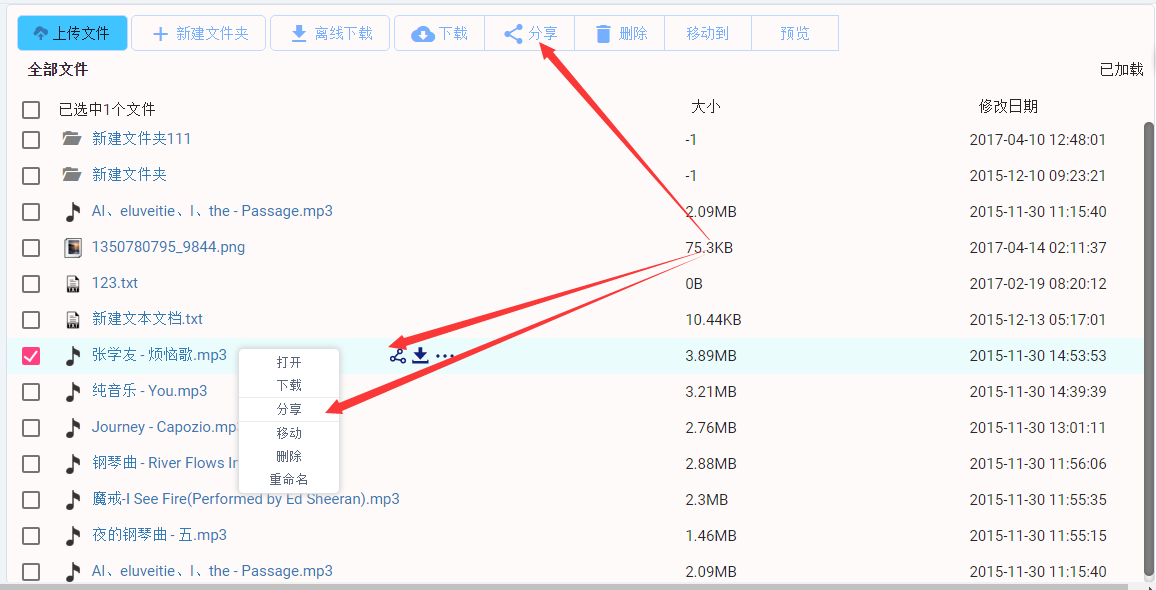 上传文件 新建文件夹 离线下载 下载 分享 删除 移动到 预览
全部文件 已加载
已选中1个文件 大小 修改日期
新建文件夹111 -1 2017-04-10 12:48:01
新建文件夹 -1 2015-12-10 09:23:21
Al、eluveitie、l、the - Passage.mp3 2.09MB 2015-11-30 11:15:40
1350780795_9844.png 75.3KB 2017-04-14 02:11:37
123.txt 0B 2017-02-19 08:20:12
新建文本文档.txt 10.44KB 2015-12-13 05:17:01
张学友 - 烦恼歌.mp3 3.89MB 2015-11-30 14:53:53
纯音乐 - You.mp3 3.21MB 2015-11-30 14:39:39
Journey - Capozio.mp 2.76MB 2015-11-30 13:01:11
钢琴曲 - River Flows In 2.88MB 2015-11-30 11:56:06
魔戒-I See Fire(Performed by Ed Sheeran).mp3 2.3MB 2015-11-30 11:55:35
夜的钢琴曲 - 五.mp3 1.46MB 2015-11-30 11:55:15
Al、eluveitie、l、the - Passage.mp3 2.09MB 2015-11-30 11:15:40
打开
下载
分享
移动
删除
重命名